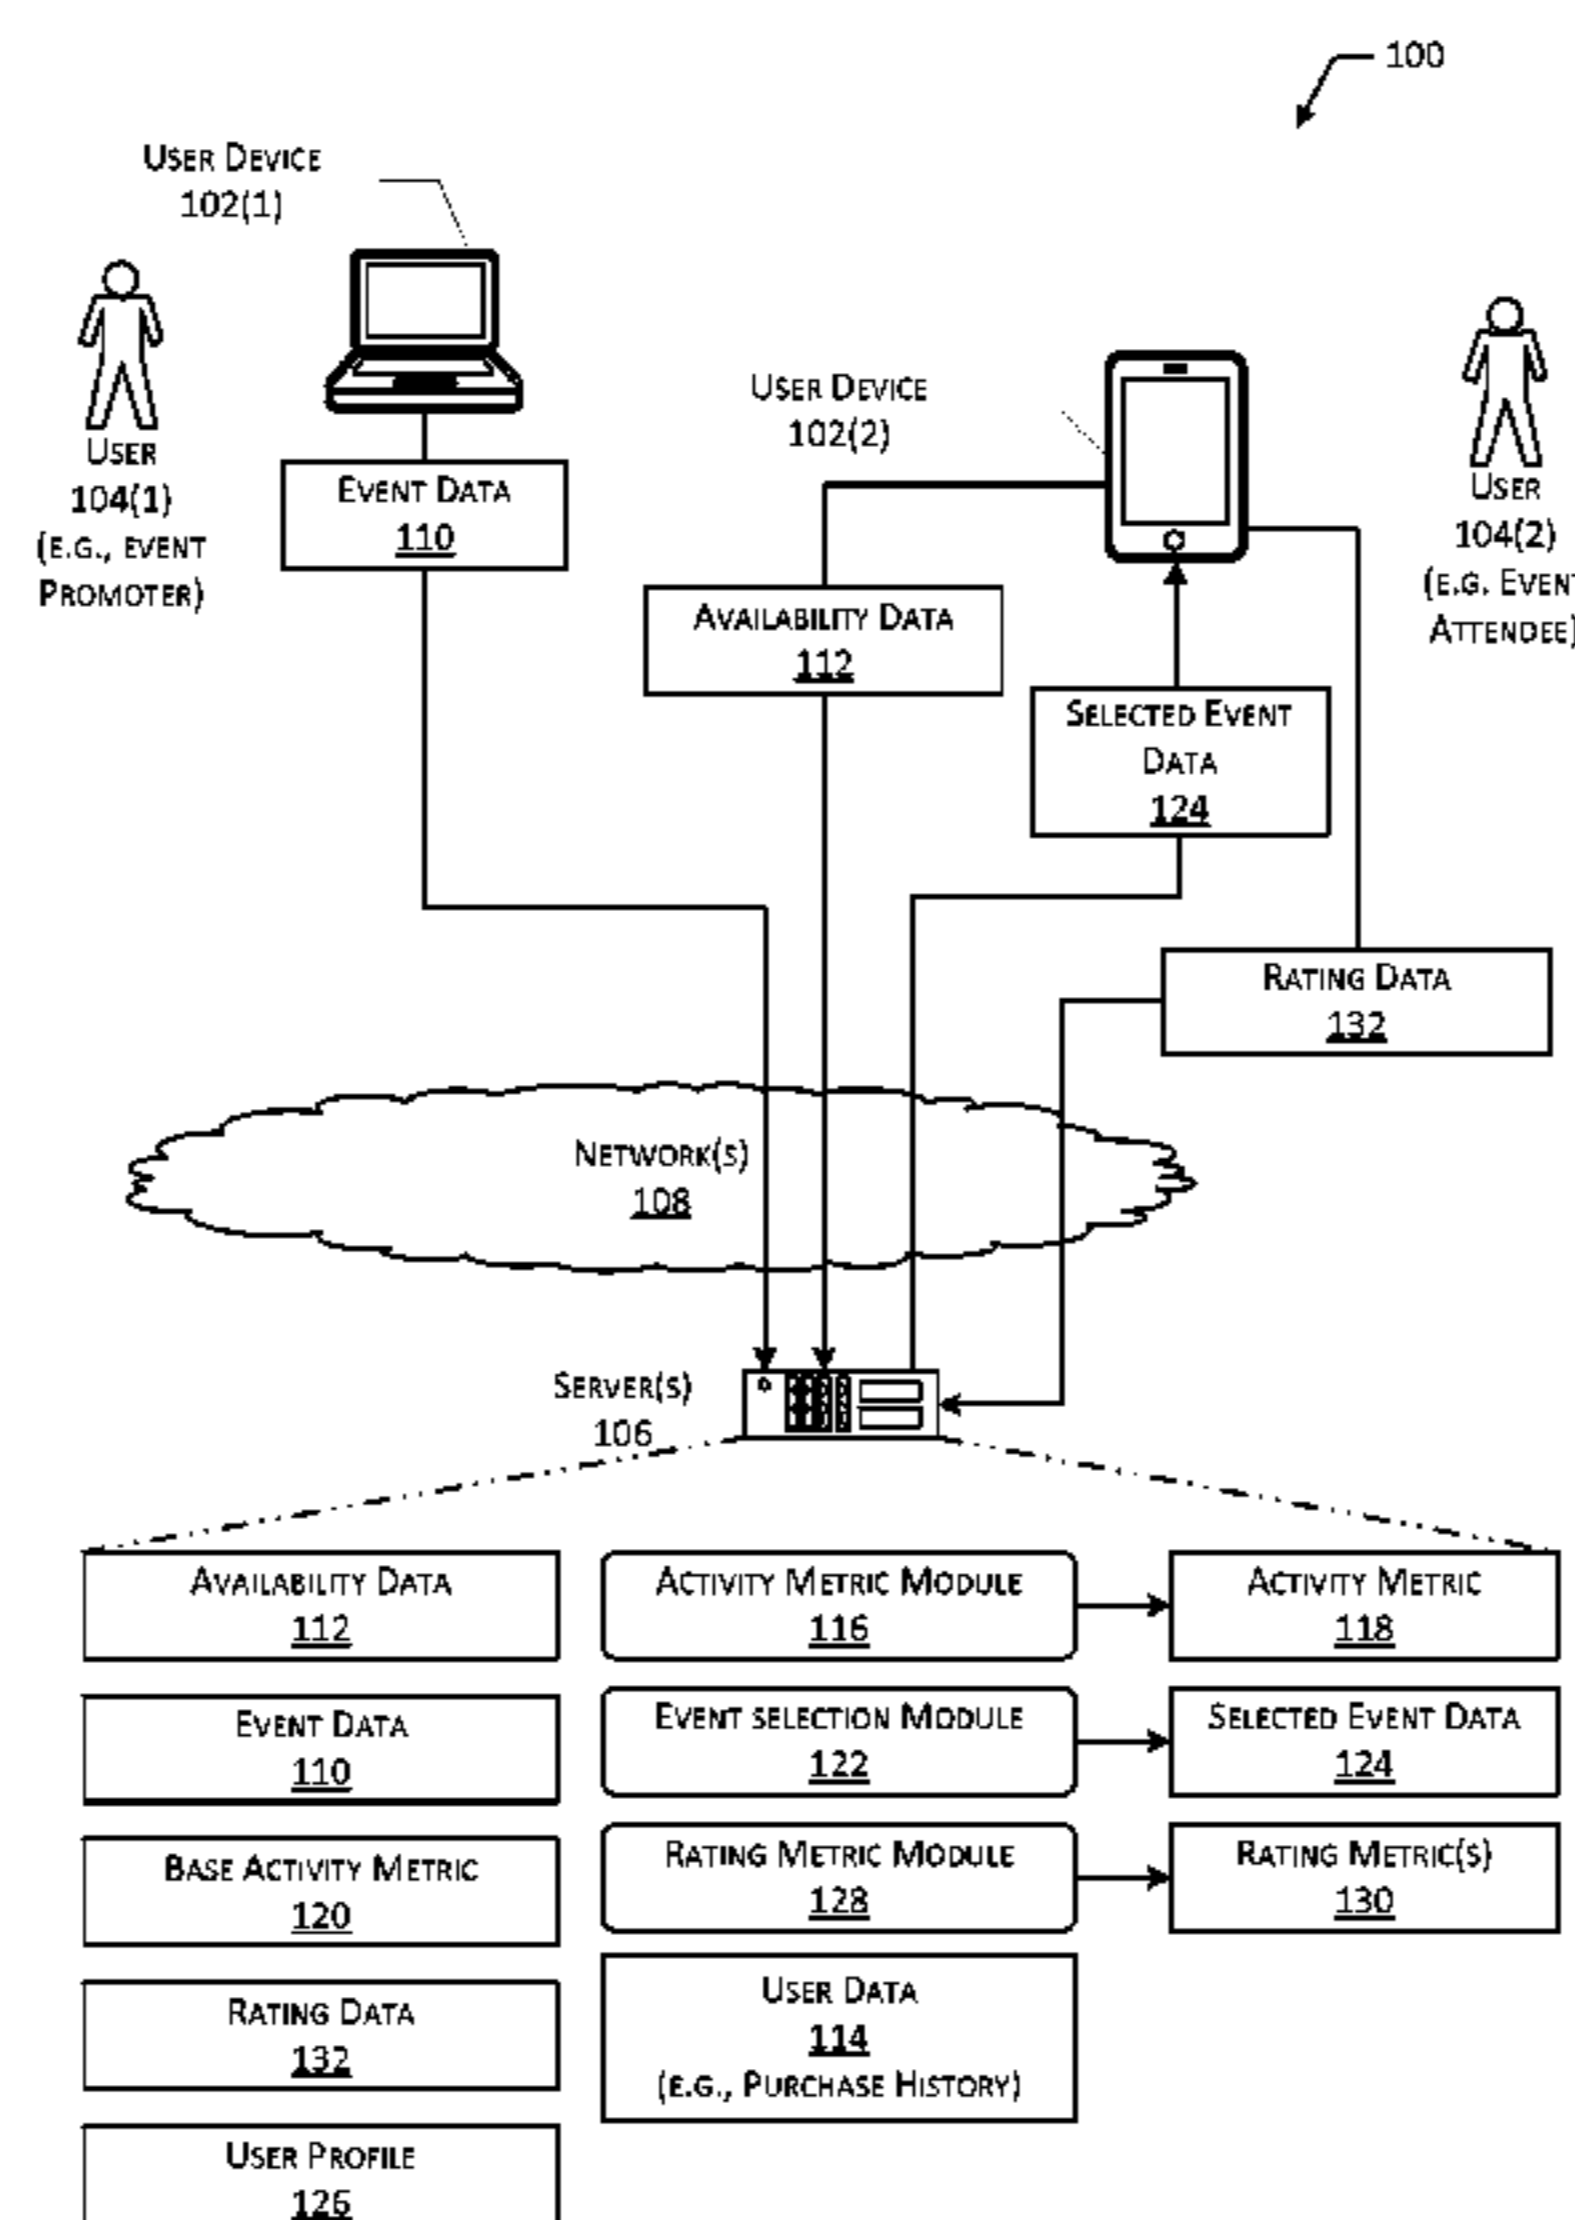 100
User Device
102(1)
User
104(1)
(e.g., event
Promoter)
Event Data
110
User Device
102(2)
User
104(2)
(e.g. Event
Attendee)
Availability Data
112
Selected Event
Data
124
Rating Data
132
Network(s)
108
Server(s)
106
Availability Data
112
Activity Metric Module
116
Activity Metric
118
Event Data
110
Event selection Module
122
Selected Event Data
124
Base Activity Metric
120
Rating Metric Module
128
Rating Metric(s)
130
Rating Data
132
User Data
114
(e.g., Purchase History)
User Profile
126